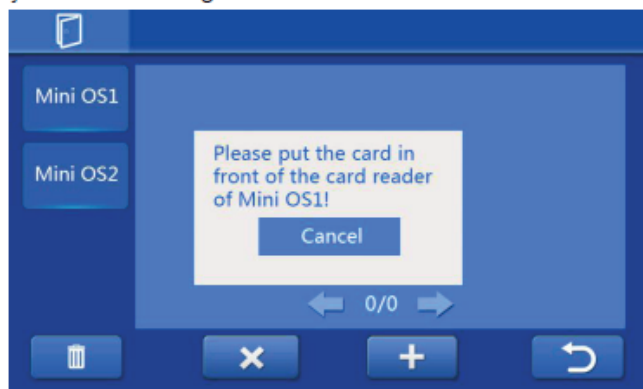 Mini OS1
Mini OS2
Please put the card in
front of the card reader
of Mini OS1!
Cancel
0/0